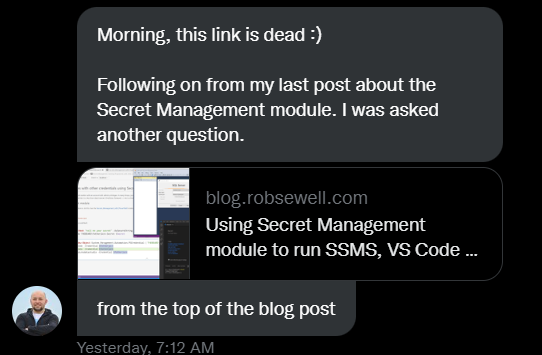 Morning, this link is dead :)
Following on from my last post about the
Secret Management module. I was asked
another question.
blog.robsewell.com
Using Secret Management
module to run SSMS, VS Code ...
from the top of the blog post
Yesterday, 7:12 AM